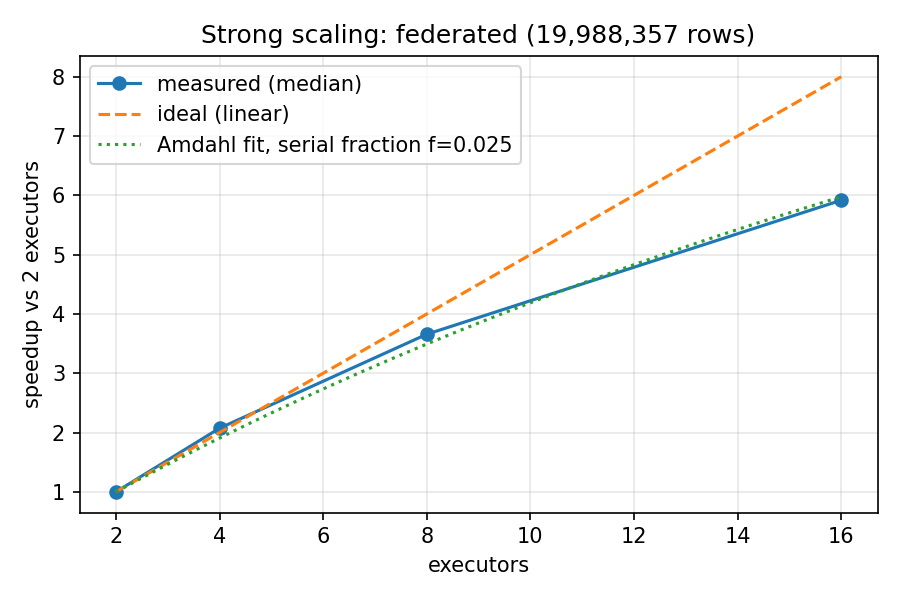 Strong scaling: federated (19,988,357 rows)
measured (median)
ideal (linear)
Amdahl fit, serial fraction f=0.025
speedup vs 2 executors
8
7
6
5
4
3
2
1
2 4 6 8 10 12 14 16
executors